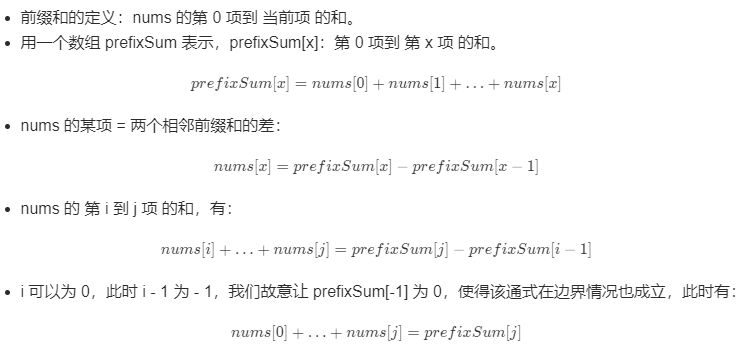 • 前缀和的定义：nums 的第 0 项到 当前项 的和。
• 用一个数组 prefixSum 表示，prefixSum[x]：第 0 项到 第 x 项 的和。
prefixSum[x] = nums[0] + nums[1] + … + nums[x]
• nums 的某项 = 两个相邻前缀和的差：
nums[x] = prefixSum[x] − prefixSum[x − 1]
• nums 的 第 i 到 j 项 的和，有：
nums[i] + … + nums[j] = prefixSum[j] − prefixSum[i − 1]
• i 可以为 0，此时 i - 1 为 - 1，我们故意让 prefixSum[-1] 为 0，使得该通式在边界情况也成立，此时有：
nums[0] + … + nums[j] = prefixSum[j]